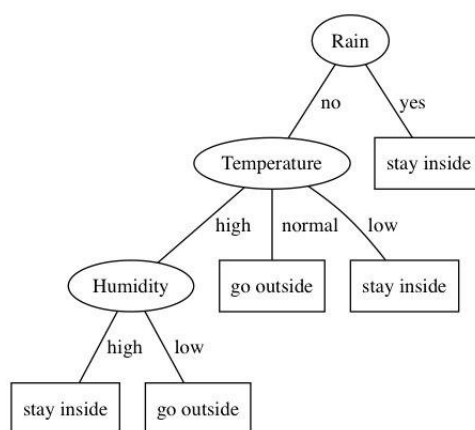 Rain
no
yes
Temperature
stay inside
high
normal
low
Humidity
go outside
stay inside
high
low
stay inside
go outside